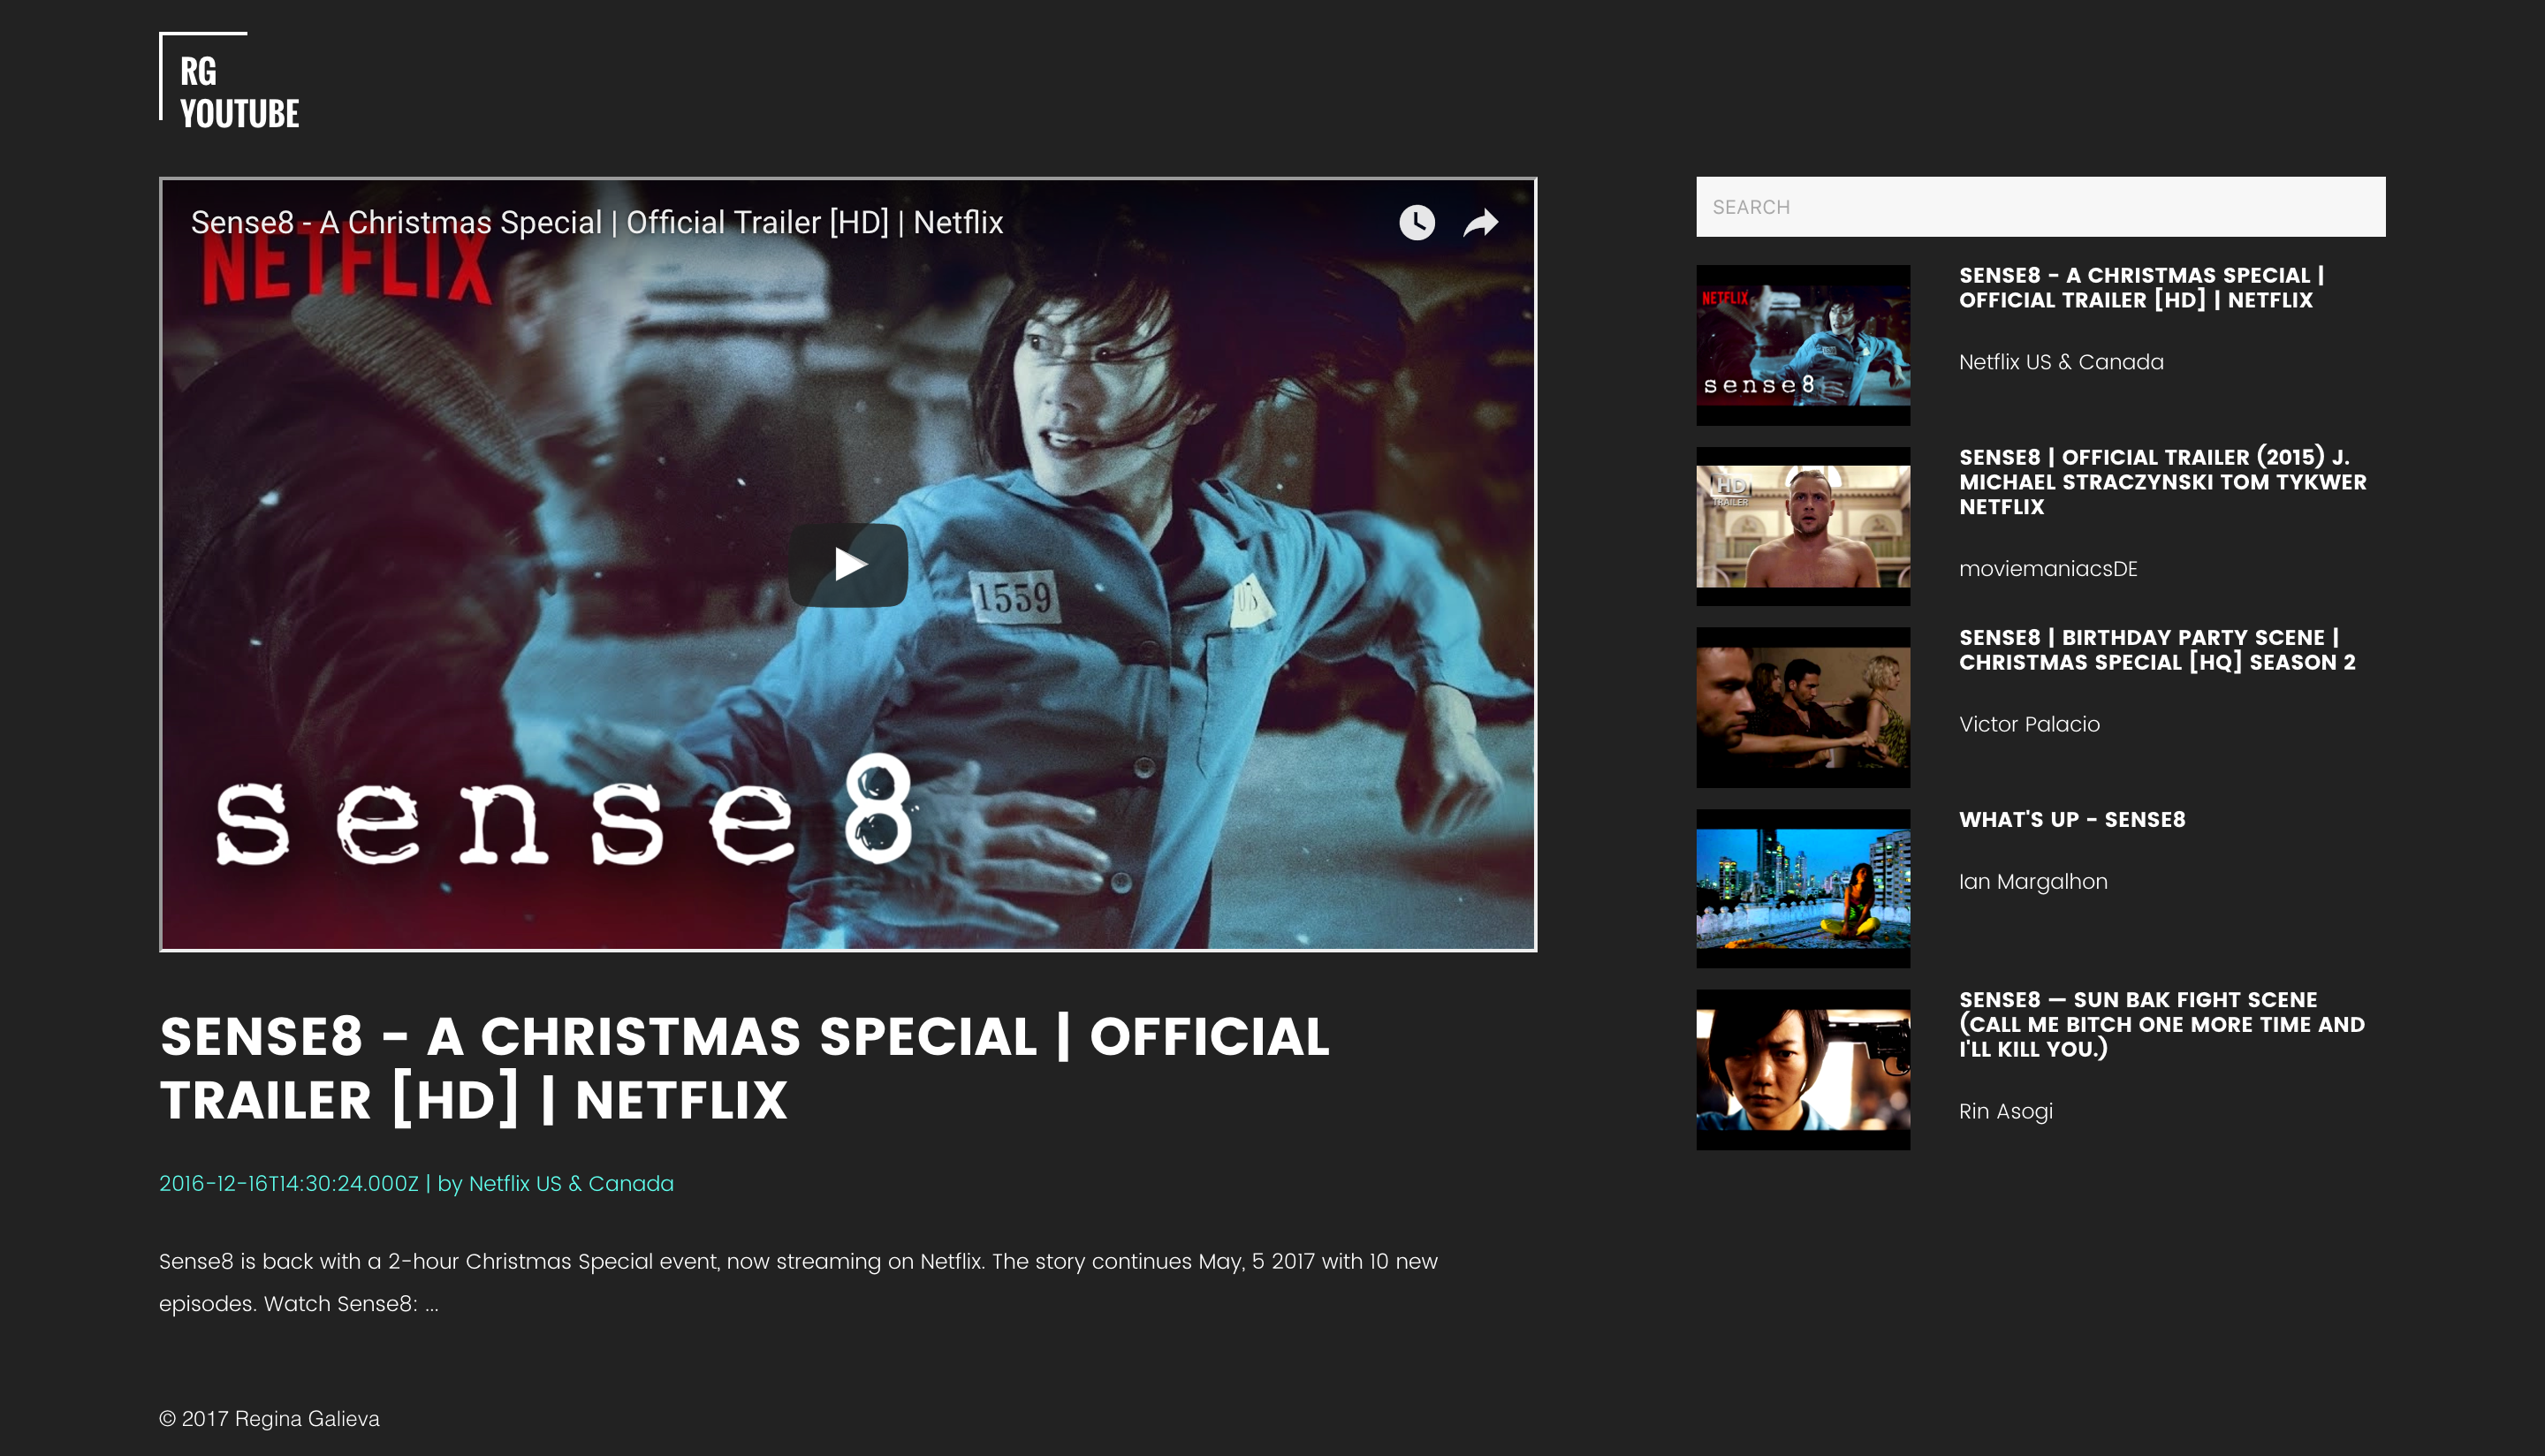 RG
YOUTUBE
Sense8 - A Christmas Special | Official Trailer [HD] | Netflix
NETFLIX
1559
sense8
SENSE8 - A CHRISTMAS SPECIAL | OFFICIAL
TRAILER [HD] | NETFLIX
2016-12-16T14:30:24.000Z | by Netflix US & Canada
Sense8 is back with a 2-hour Christmas Special event, now streaming on Netflix. The story continues May, 5 2017 with 10 new
episodes. Watch Sense8: ...
SEARCH
NETFLIX
sense8
SENSE8 - A CHRISTMAS SPECIAL |
OFFICIAL TRAILER [HD] | NETFLIX
Netflix US & Canada
HD
TRAILER
SENSE8 | OFFICIAL TRAILER (2015) J.
MICHAEL STRACZYNSKI TOM TYKWER
NETFLIX
moviemaniacsDE
SENSE8 | BIRTHDAY PARTY SCENE |
CHRISTMAS SPECIAL [HQ] SEASON 2
Victor Palacio
WHAT'S UP - SENSE8
Ian Margalhon
SENSE8 — SUN BAK FIGHT SCENE
(CALL ME BITCH ONE MORE TIME AND
I'LL KILL YOU.)
Rin Asogi
© 2017 Regina Galieva